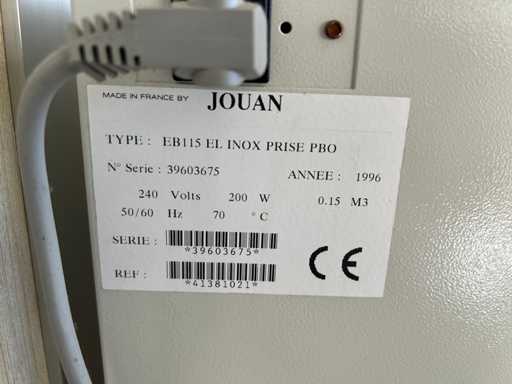 MADE IN FRANCE BY JOUAN
TYPE : EB115 EL INOX PRISE PBO
N° Serie : 39603675 ANNEE : 1996
240 Volts 200 W 0.15 M3
50/60 Hz 70 °C
SERIE :
*39603675*
CE
REF :
*41381021*